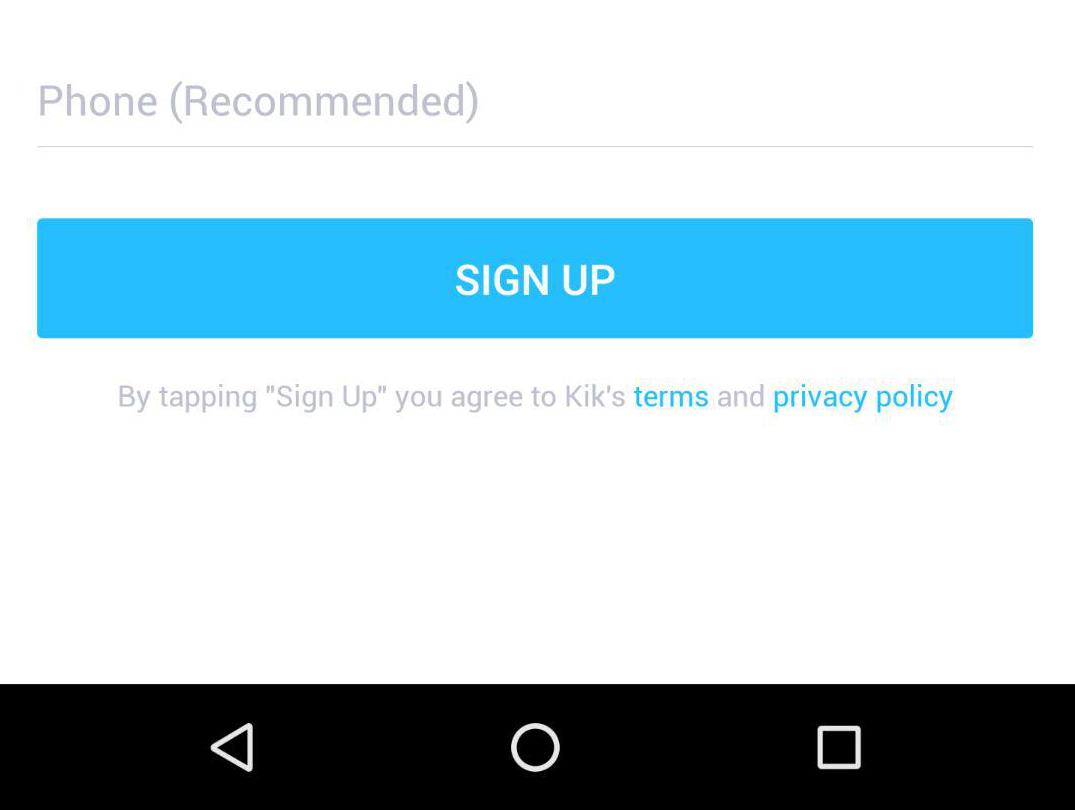 Phone (Recommended)
SIGN UP
By tapping "Sign Up" you agree to Kik's terms and privacy policy